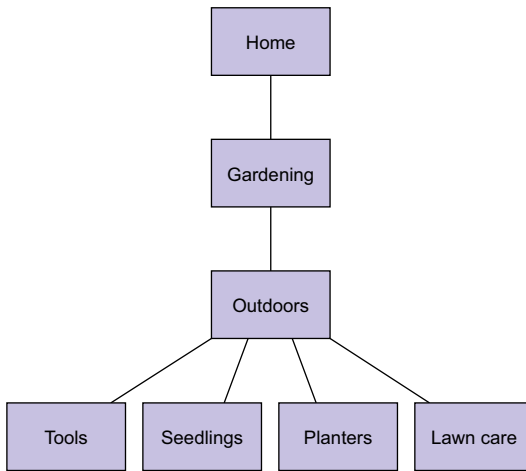 Home
Gardening
Outdoors
Tools
Seedlings
Planters
Lawn care